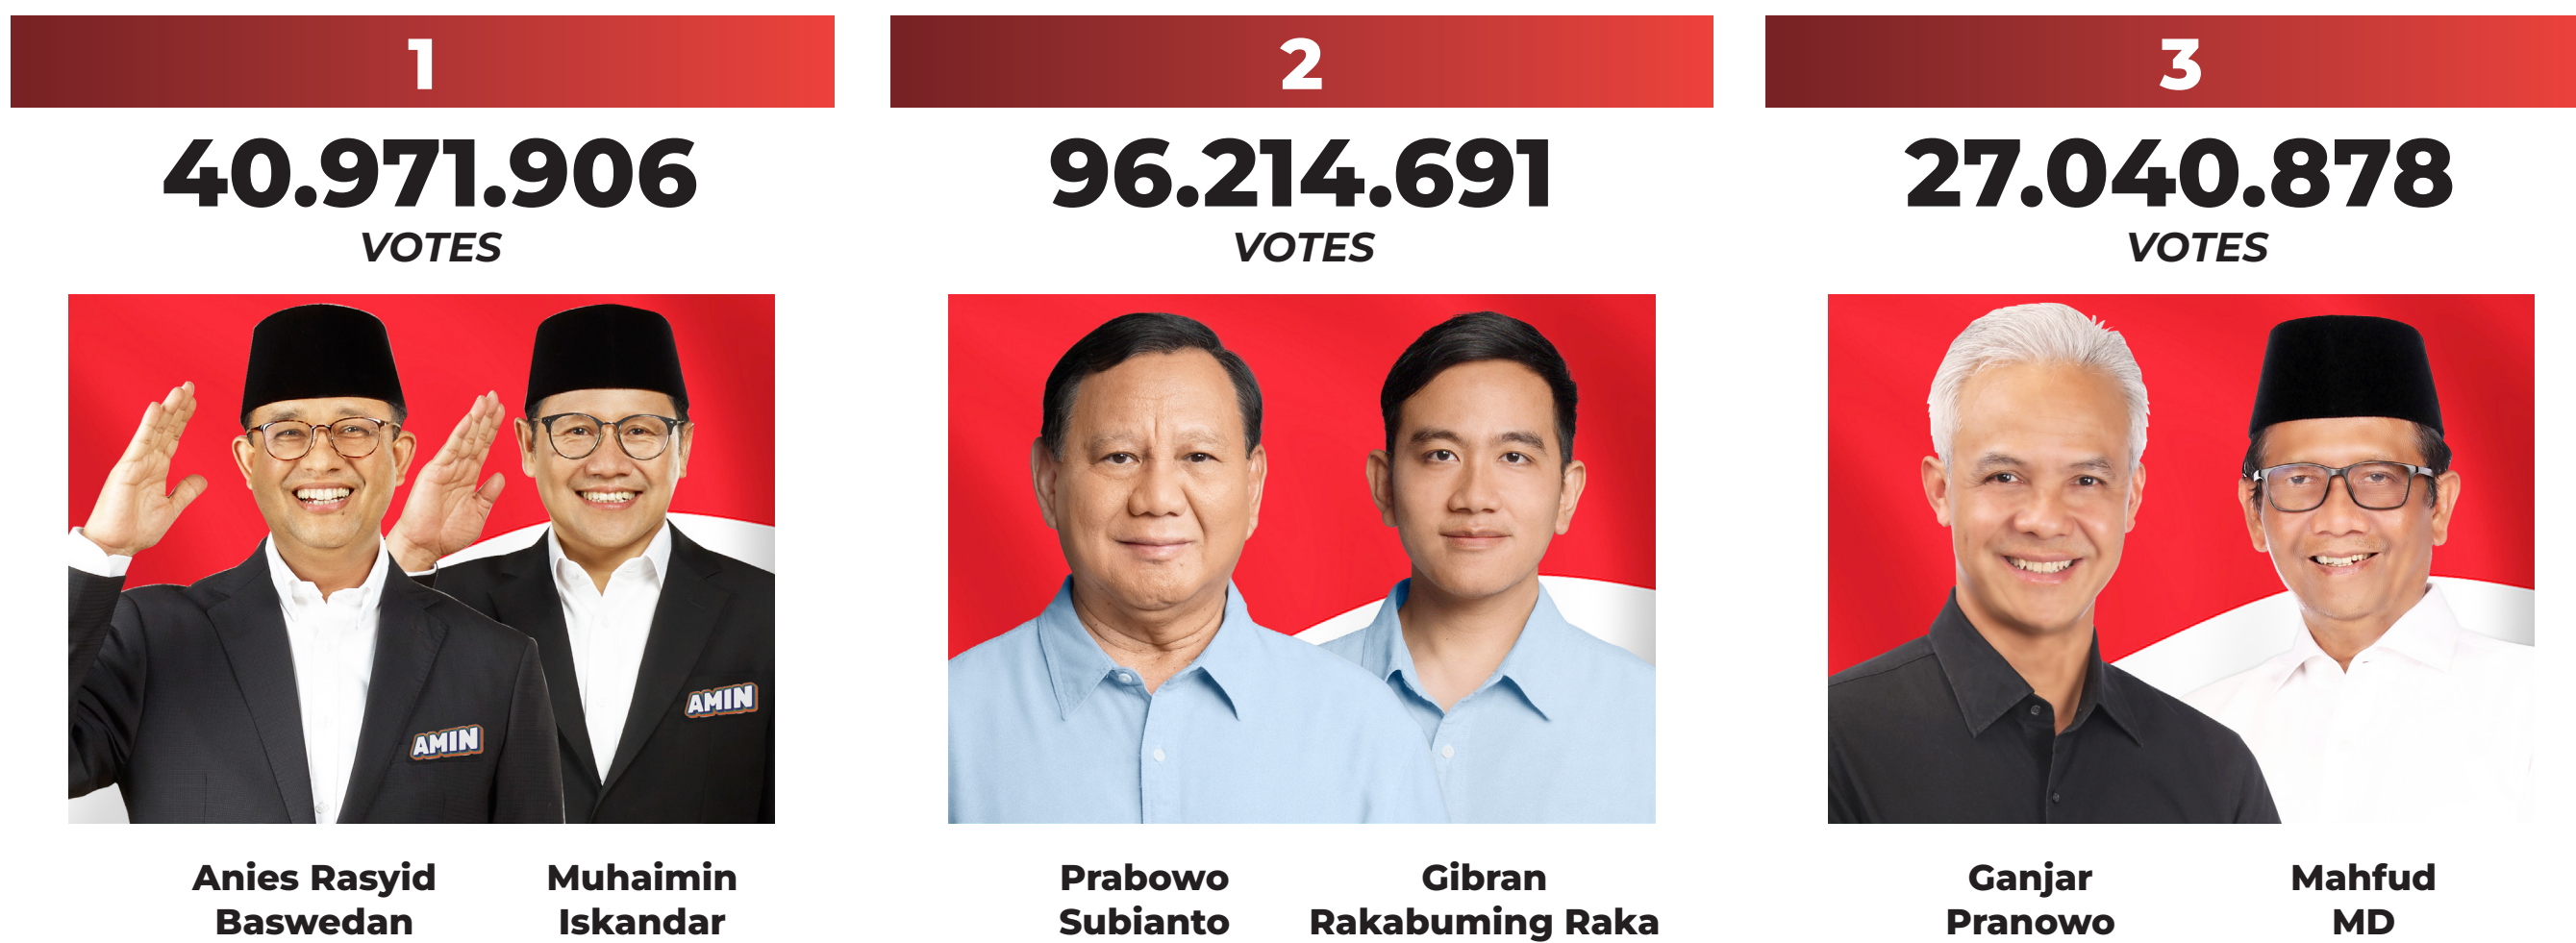 1
40.971.906
VOTES
AMIN
AMIN
Anies Rasyid
Baswedan
Muhaimin
Iskandar
2
96.214.691
VOTES
Prabowo
Subianto
Gibran
Rakabuming Raka
3
27.040.878
VOTES
Ganjar
Pranowo
Mahfud
MD